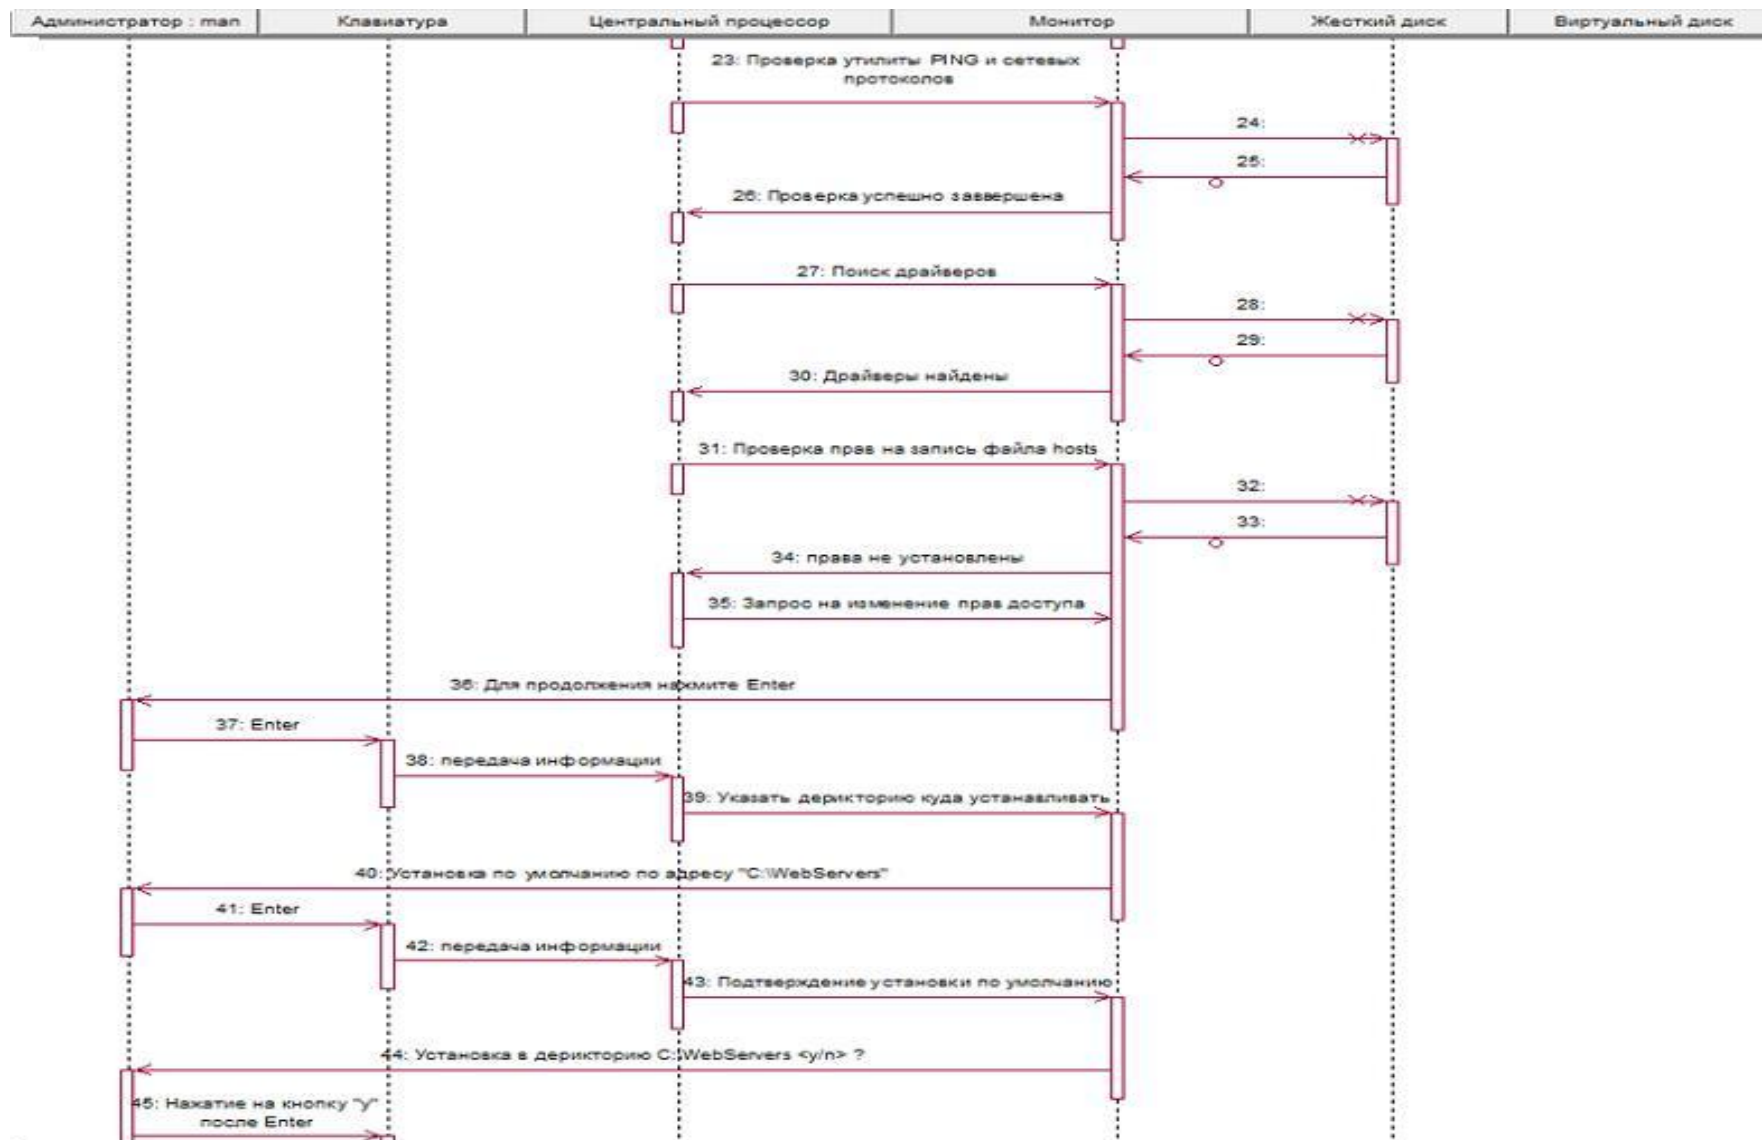 Администратор : man
Клавиатура
Центральный процессор
Монитор
Жесткий диск
Виртуальный диск
23: Проверка утилиты PING и сетевых
протоколов
24:
25:
26: Проверка успешно заввершена
27: Поиск драйверов
28:
29:
30: Драйверы найдены
31: Проверка прав на запись файла hosts
32:
33:
34: права не установлены
35: Запрос на изменение прав доступа
36: Для продолжения нажмите Enter
37: Enter
38: передача информации
39: Указать дерикторию куда устанавливать
40: Установка по умолчанию по адресу "C:\WebServers"
41: Enter
42: передача информации
43: Подтверждение установки по умолчанию
44: Установка в дерикторию C:\WebServers <y/n> ?
45: Нажатие на кнопку "y"
после Enter